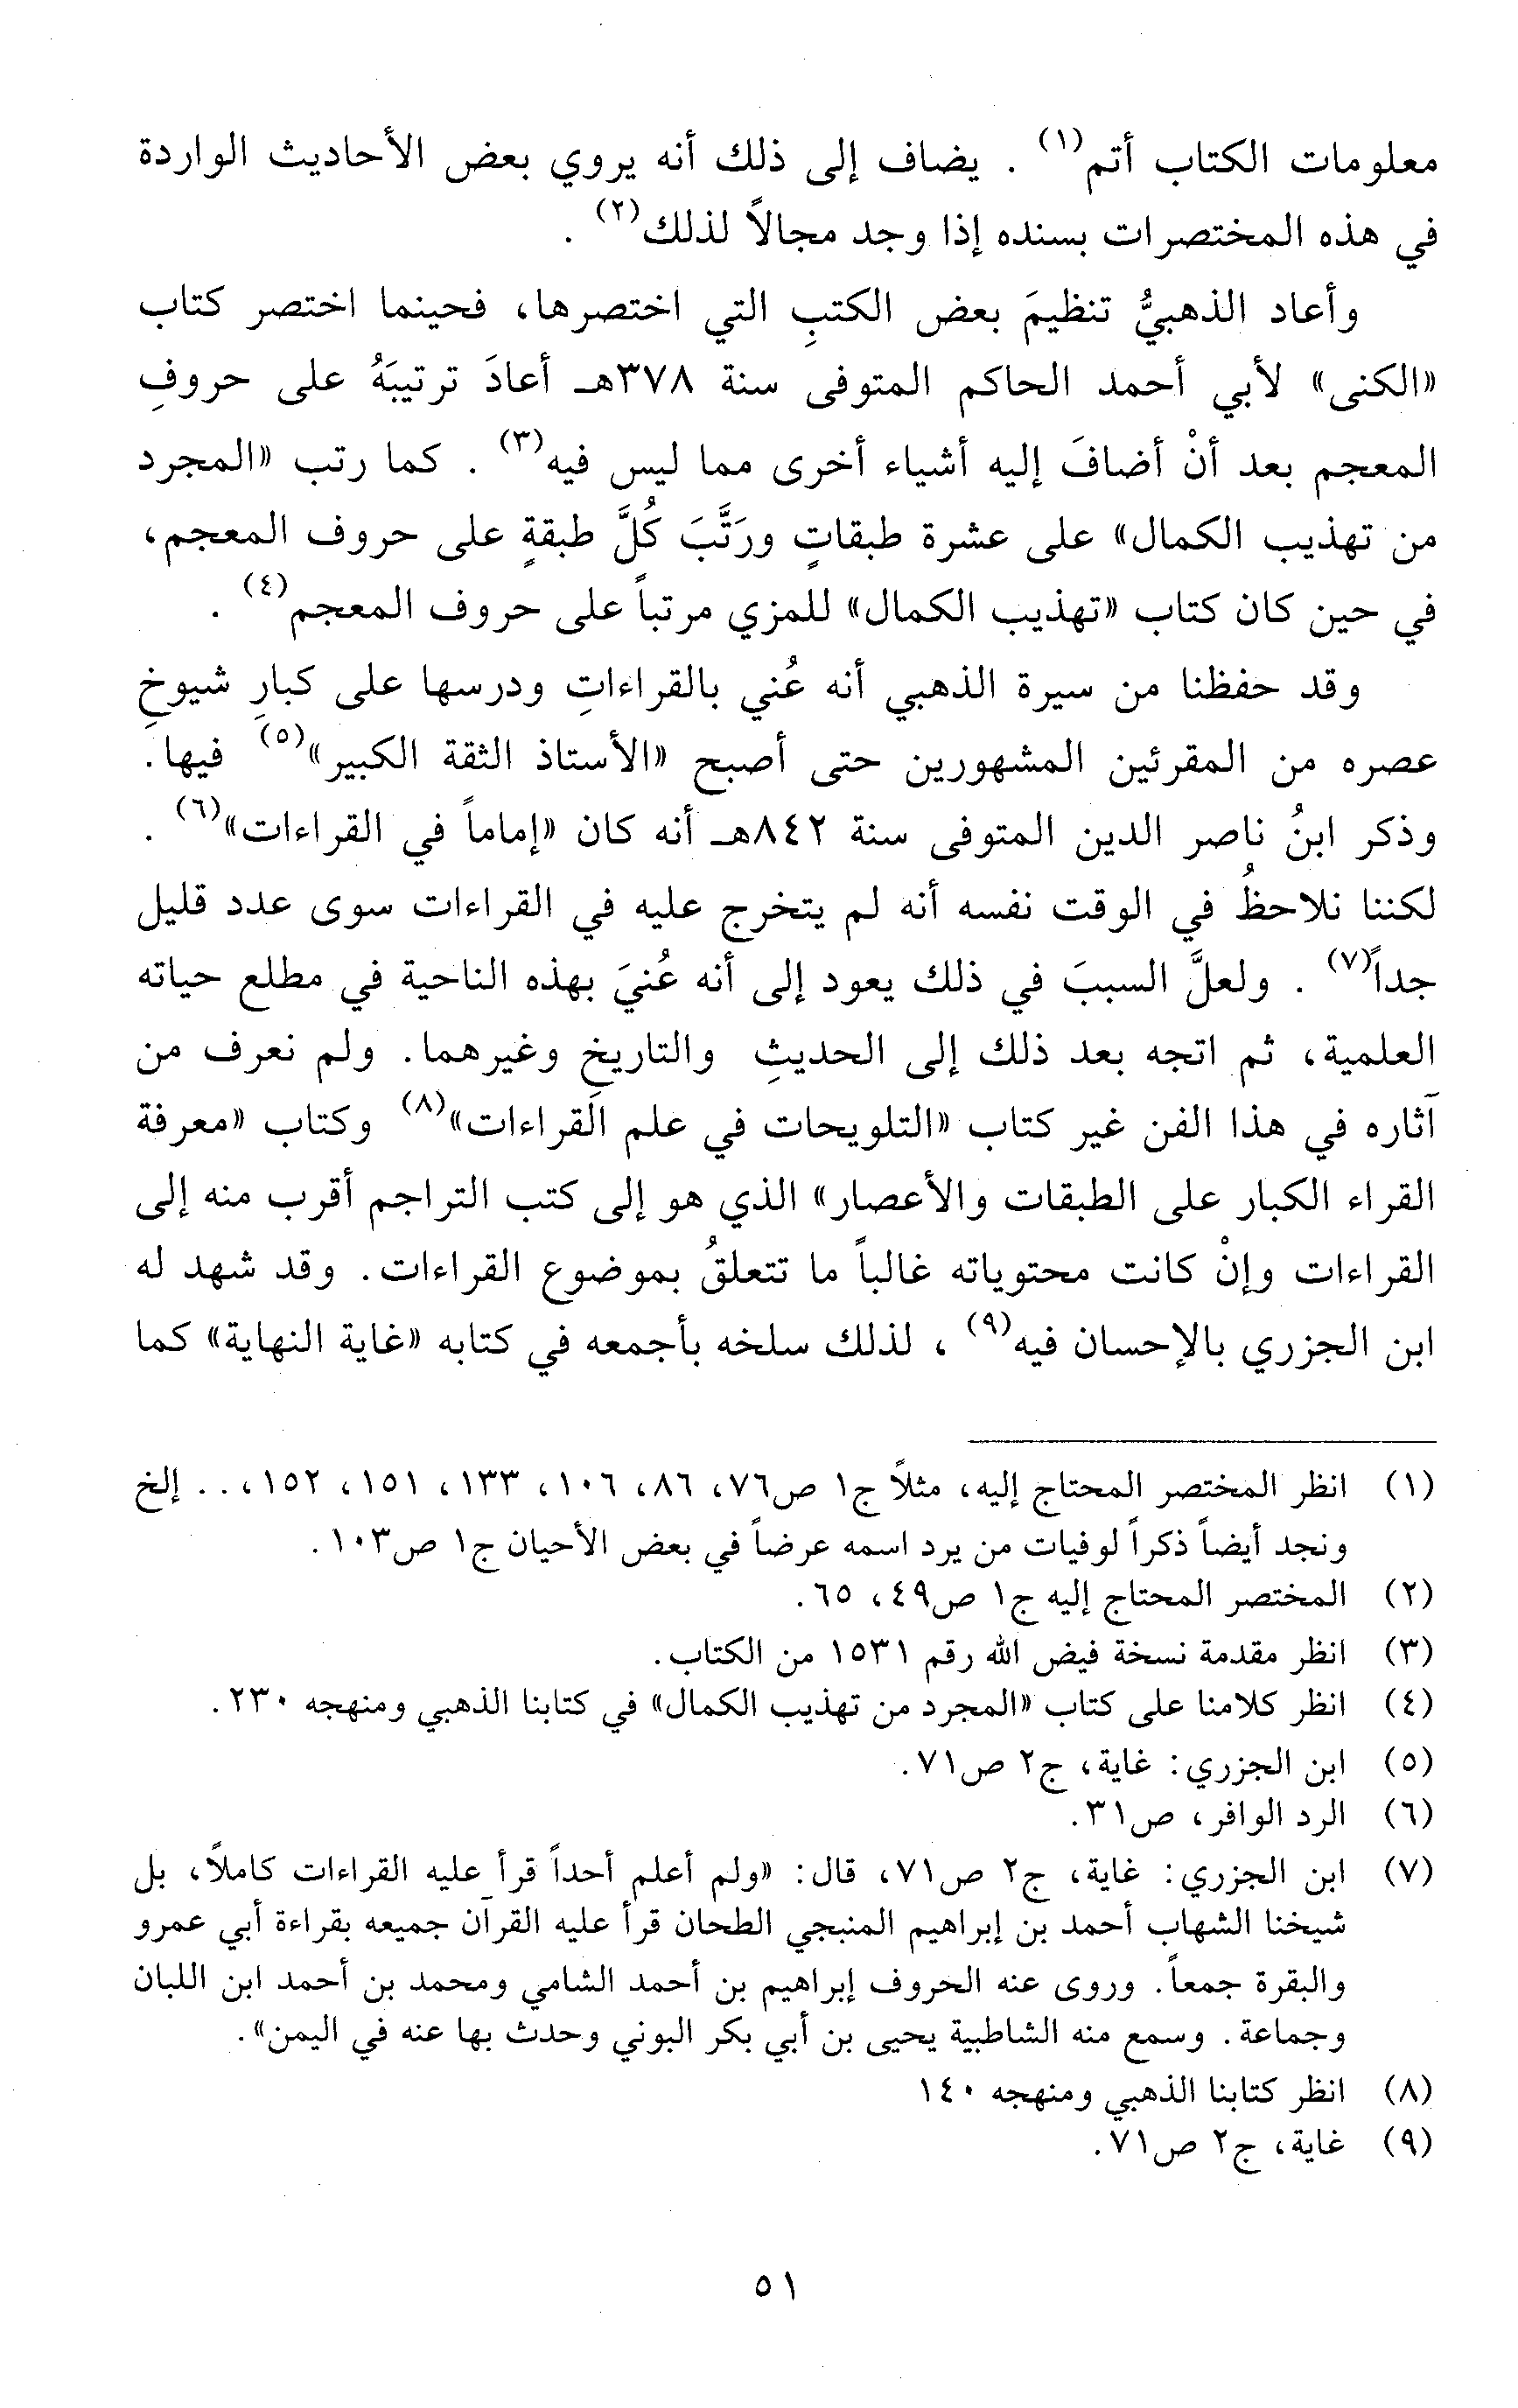 معلومات الكتاب أتم(١) . يضاف إلى ذلك أنه يروي بعض الأحاديث الواردة
في هذه المختصرات بسنده إذا وجد مجالاً لذلك(٢) .
وأعاد الذهبيُّ تنظيمَ بعض الكتبِ التي اختصرها، فحينما اختصر كتاب
«الكنى» لأبي أحمد الحاكم المتوفى سنة ٣٧٨هـ أعادَ ترتيبَهُ على حروفِ
المعجم بعد أنْ أضافَ إليه أشياء أخرى مما ليس فيه(٣) . كما رتب «المجرد
من تهذيب الكمال» على عشرة طبقاتٍ ورَتَّبَ كُلَّ طبقةٍ على حروف المعجم،
في حين كان كتاب «تهذيب الكمال» للمزي مرتباً على حروف المعجم(٤) .
وقد حفظنا من سيرة الذهبي أنه عُني بالقراءاتِ ودرسها على كبارِ شيوخِ
عصره من المقرئين المشهورين حتى أصبح «الأستاذ الثقة الكبير»(٥) فيها.
وذكر ابنُ ناصر الدين المتوفى سنة ٨٤٢هـ أنه كان «إماماً في القراءات»(٦) .
لكننا نلاحظُ في الوقت نفسه أنه لم يتخرج عليه في القراءات سوى عدد قليل
جداً(٧) . ولعلَّ السببَ في ذلك يعود إلى أنه عُنيَ بهذه الناحية في مطلع حياته
العلمية، ثم اتجه بعد ذلك إلى الحديثِ والتاريخِ وغيرهما. ولم نعرف من
آثاره في هذا الفن غير كتاب «التلويحات في علم القراءات»(٨) وكتاب «معرفة
القراء الكبار على الطبقات والأعصار» الذي هو إلى كتب التراجم أقرب منه إلى
القراءات وإنْ كانت محتوياته غالباً ما تتعلقُ بموضوع القراءات. وقد شهد له
ابن الجزري بالإحسان فيه(٩) ، لذلك سلخه بأجمعه في كتابه «غاية النهاية» كما
(١) انظر المختصر المحتاج إليه، مثلاً ج١ ص٧٦، ٨٦، ١٠٦، ١٣٣، ١٥١، ١٥٢، . . إلخ
ونجد أيضاً ذكراً لوفيات من يرد اسمه عرضاً في بعض الأحيان ج١ ص١٠٣.
(٢) المختصر المحتاج إليه ج١ ص٤٩، ٦٥.
(٣) انظر مقدمة نسخة فيض الله رقم ١٥٣١ من الكتاب.
(٤) انظر كلامنا على كتاب «المجرد من تهذيب الكمال» في كتابنا الذهبي ومنهجه ٢٣٠.
(٥) ابن الجزري: غاية، ج٢ ص٧١.
(٦) الرد الوافر، ص٣١.
(٧) ابن الجزري: غاية، ج٢ ص٧١، قال: «ولم أعلم أحداً قرأ عليه القراءات كاملاً، بل
شيخنا الشهاب أحمد بن إبراهيم المنبجي الطحان قرأ عليه القرآن جميعه بقراءة أبي عمرو
والبقرة جمعاً. وروى عنه الحروف إبراهيم بن أحمد الشامي ومحمد بن أحمد ابن اللبان
وجماعة. وسمع منه الشاطبية يحيى بن أبي بكر البوني وحدث بها عنه في اليمن».
(٨) انظر كتابنا الذهبي ومنهجه ١٤٠
(٩) غاية، ج٢ ص٧١.
٥١